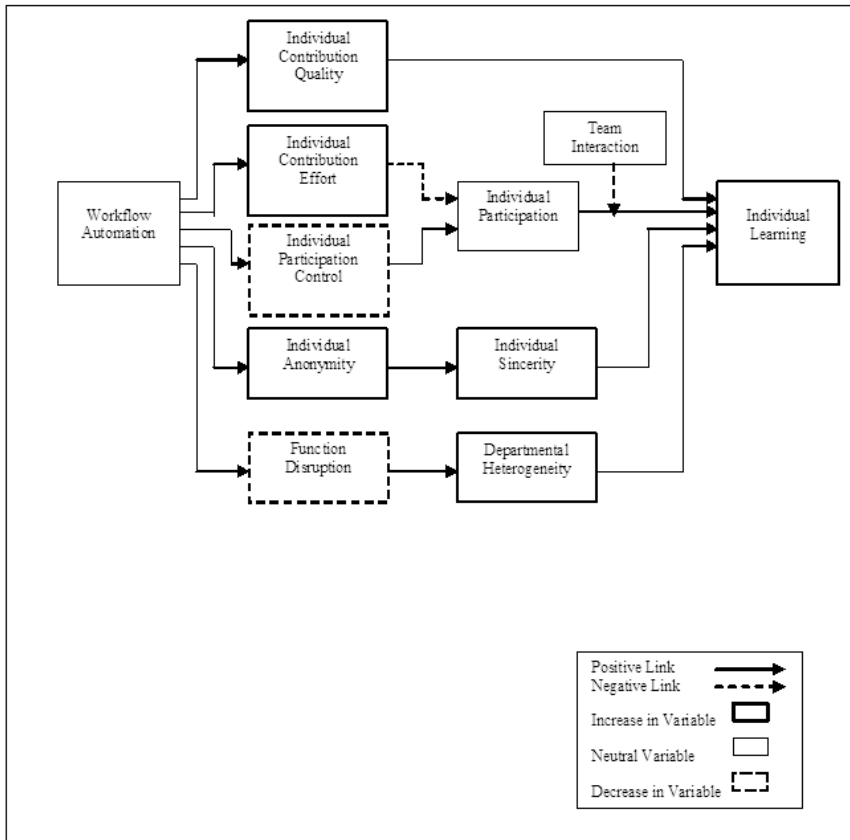 Individual
Contribution
Quality
Team
Interaction
Individual
Contribution
Effort
Individual
Participation
Individual
Learning
Workflow
Automation
Individual
Participation
Control
Individual
Anonymity
Individual
Sincerity
Function
Disruption
Departmental
Heterogeneity
Positive Link
Negative Link
Increase in Variable
Neutral Variable
Decrease in Variable